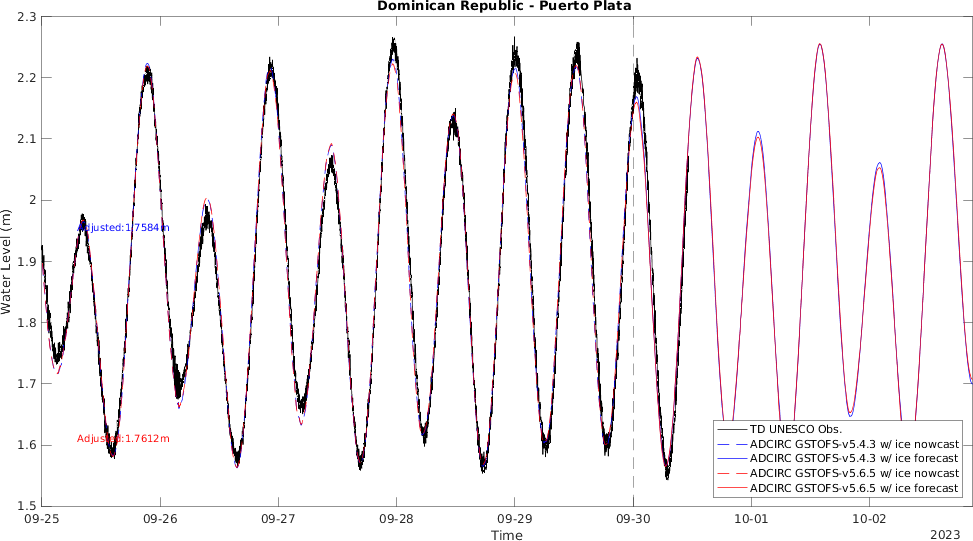 Dominican Republic - Puerto Plata
Water Level (m)
2.3
2.2
2.1
2
1.9
1.8
1.7
1.6
1.5
Adjusted:1.7584m
Adjusted:1.7612m
TD UNESCO Obs.
ADCIRC GSTOFS-v5.4.3 w/ ice nowcast
ADCIRC GSTOFS-v5.4.3 w/ ice forecast
ADCIRC GSTOFS-v5.6.5 w/ ice nowcast
ADCIRC GSTOFS-v5.6.5 w/ ice forecast
09-25 09-26 09-27 09-28 09-29 09-30 10-01 10-02
Time
2023